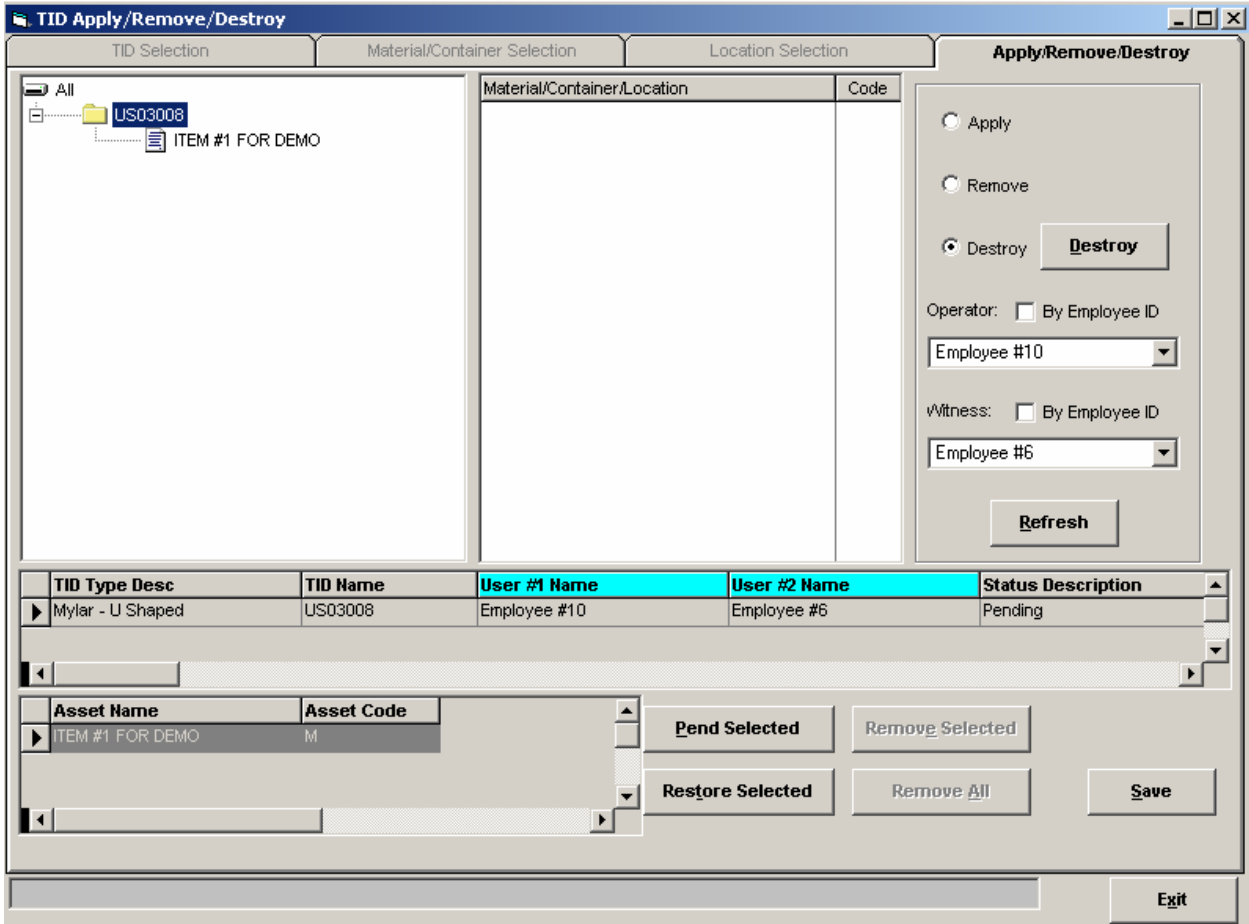 TID Apply/Remove/Destroy
TID Selection
Material/Container Selection
Location Selection
Apply/Remove/Destroy
All
US03008
ITEM #1 FOR DEMO
Material/Container/Location Code
Apply
Remove
Destroy Destroy
Operator: By Employee ID
Employee #10
Witness: By Employee ID
Employee #6
Refresh
TID Type Desc TID Name User #1 Name User #2 Name Status Description
Mylar - U Shaped US03008 Employee #10 Employee #6 Pending
Asset Name Asset Code
ITEM #1 FOR DEMO M
Pend Selected Remove Selected
Restore Selected Remove All Save
Exit